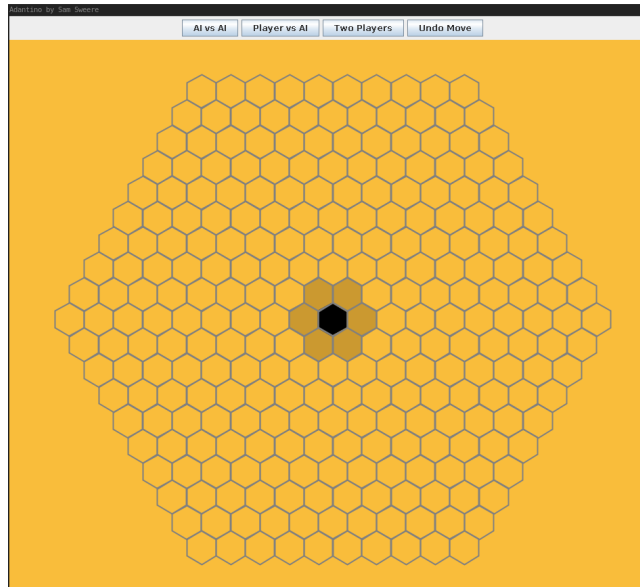 Adantino by Sam Sweere
AI vs AI
Player vs AI
Two Players
Undo Move